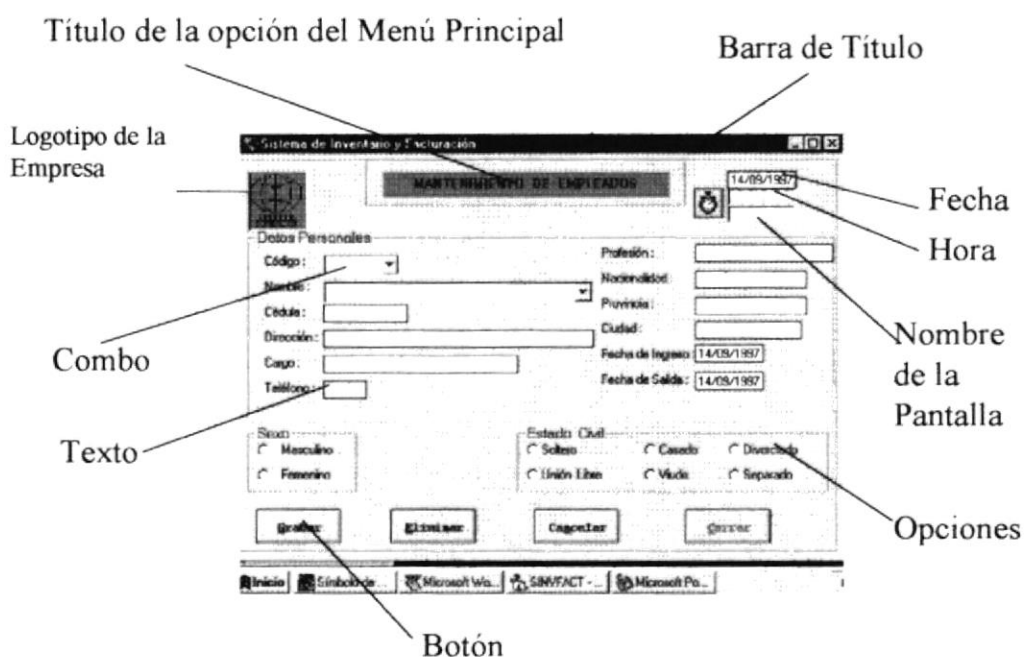 Título de la opción del Menú Principal
Barra de Título
Logotipo de la
Empresa
Sistema de Inventario y Facturación
MANTENIMIENTO DE EMPLEADOS
14/09/1997
Fecha
Hora
Datos Personales
Código :
Nombre :
Cédula :
Dirección :
Cargo :
Teléfono :
Profesión :
Nacionalidad
Provincia :
Ciudad :
Fecha de Ingreso : 14/09/1997
Fecha de Salida : 14/09/1997
Nombre
de la
Pantalla
Combo
Texto
Sexo
Masculino
Femenino
Estado Civil
Soltero
Casado
Divorciado
Unión Libre
Viudo
Separado
Opciones
Grabar
Eliminar
Cancelar
Cerrar
Inicio
Símbolo de ...
Microsoft Wo...
SINVFACT - ...
Microsoft Po...
Botón